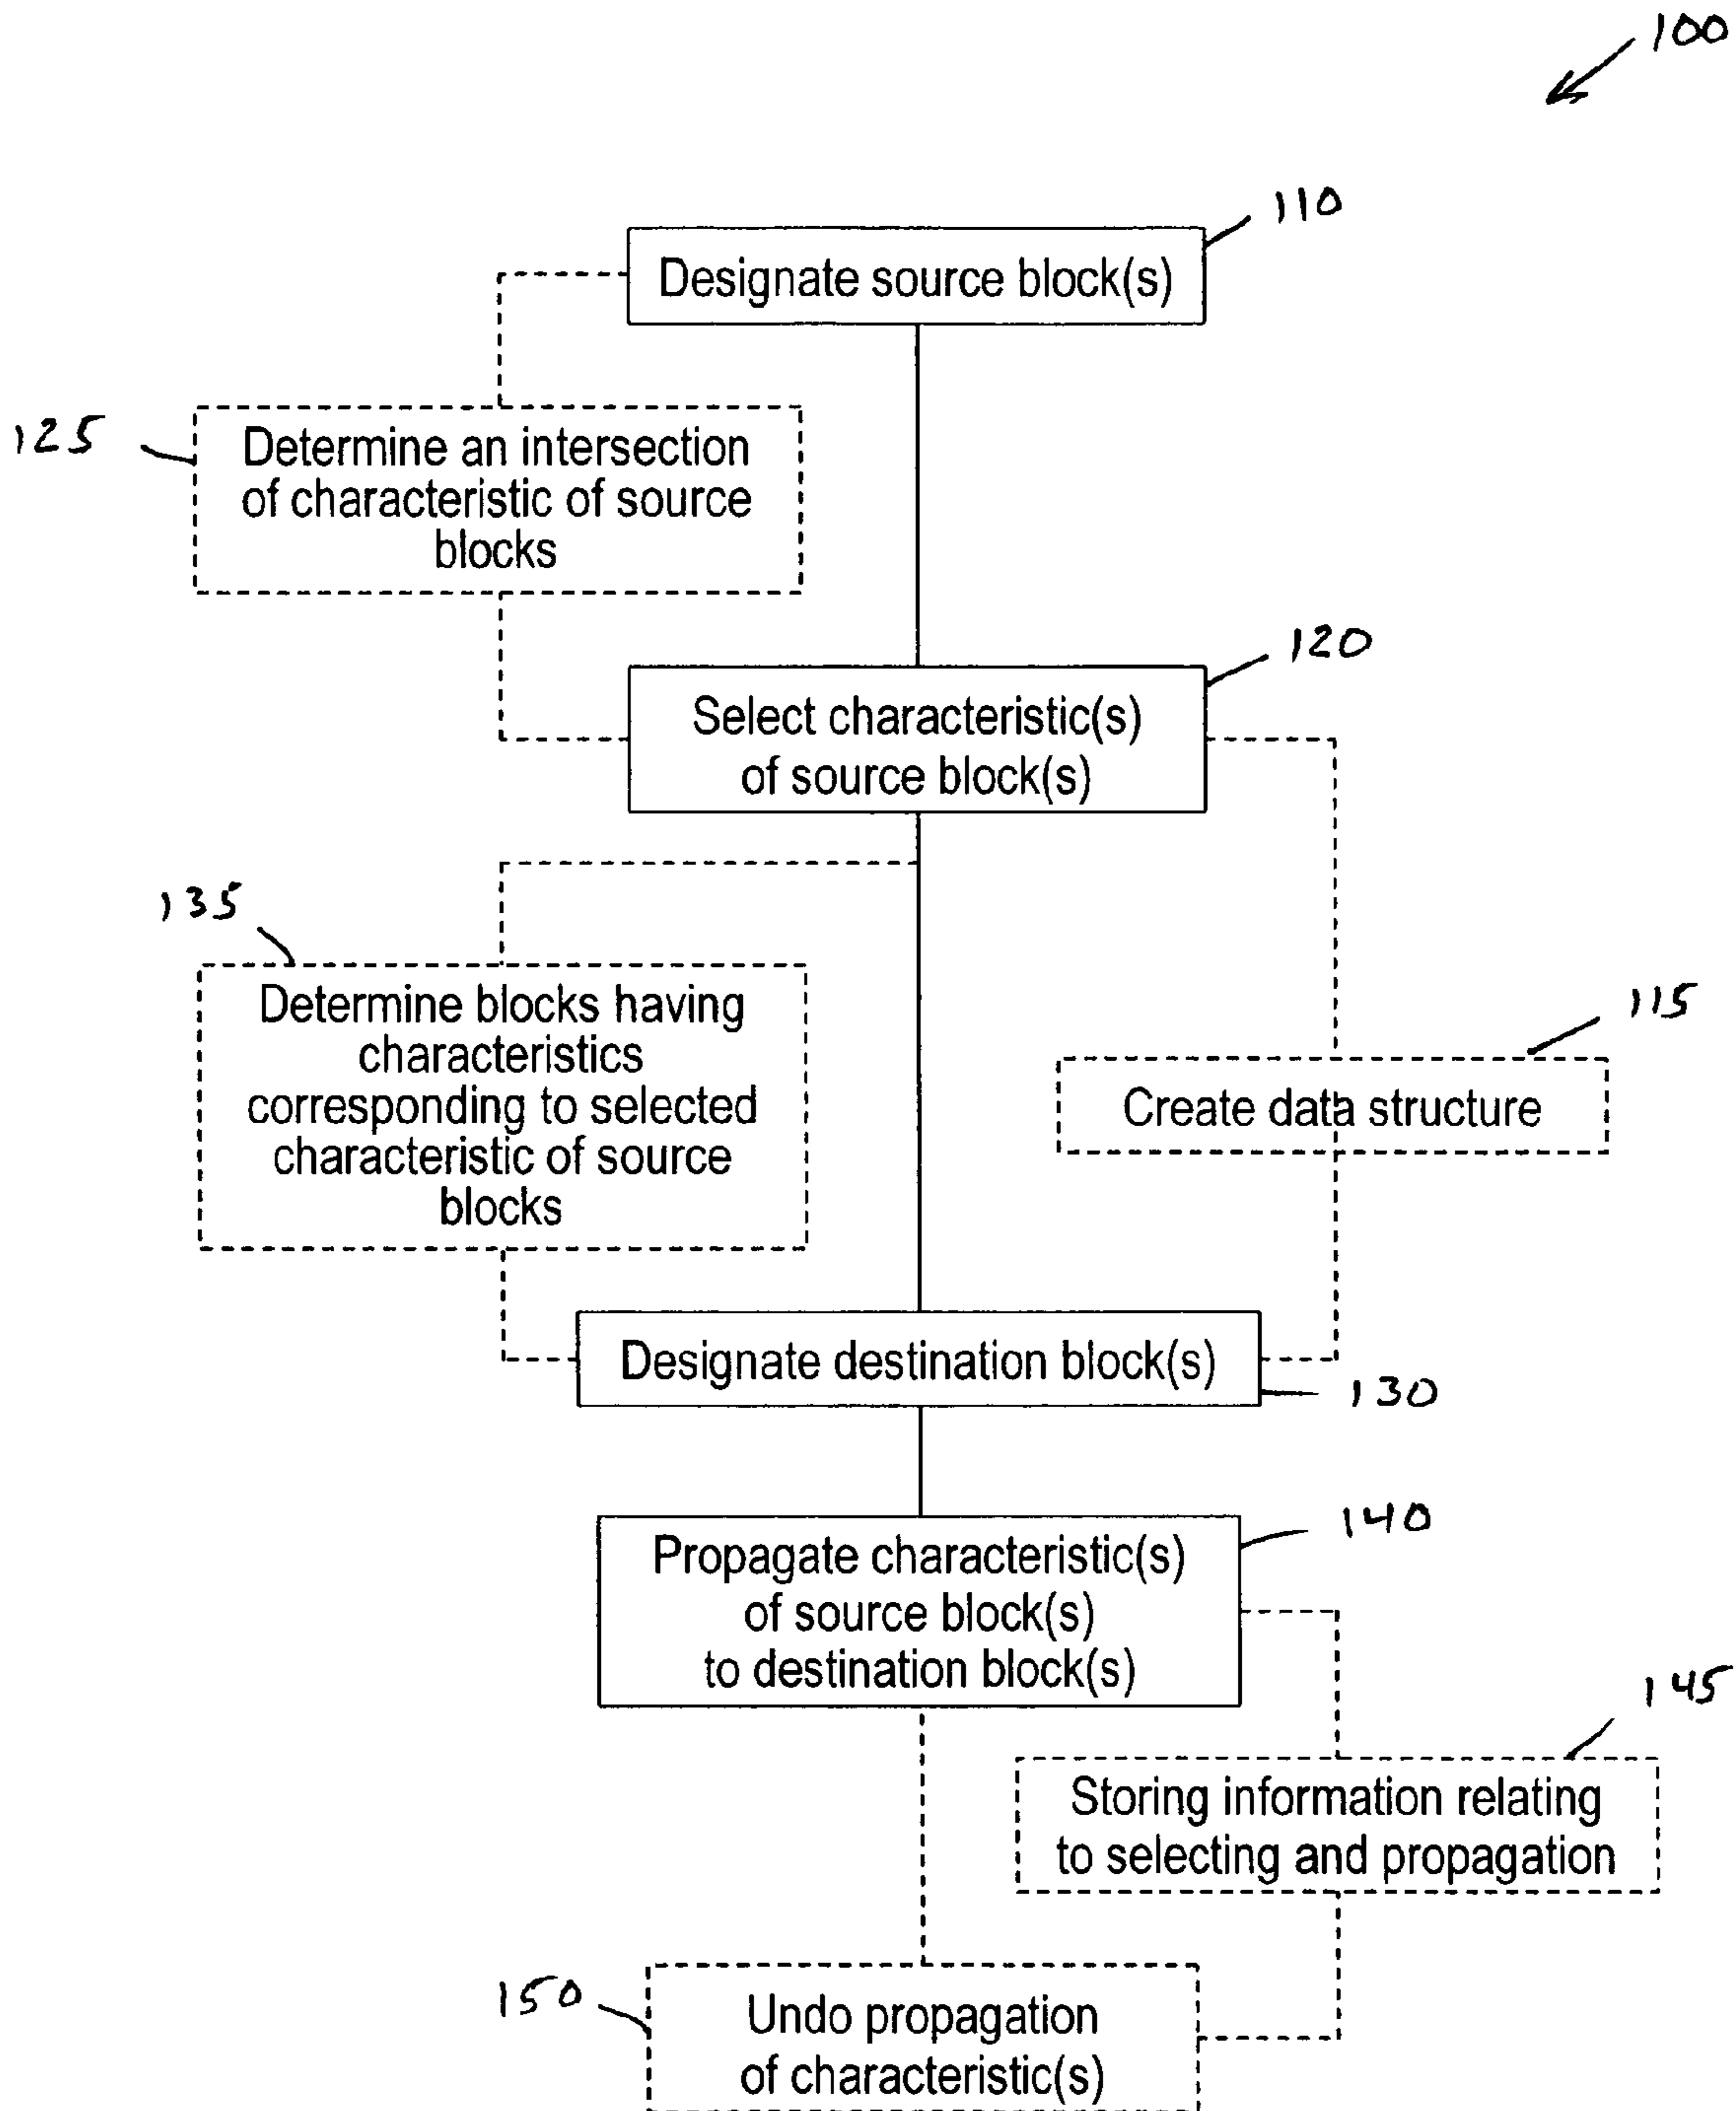 100
110
Designate source block(s)
125
Determine an intersection
of characteristic of source
blocks
120
Select characteristic(s)
of source block(s)
135
Determine blocks having
characteristics
corresponding to selected
characteristic of source
blocks
115
Create data structure
Designate destination block(s)
130
140
Propagate characteristic(s)
of source block(s)
to destination block(s)
145
Storing information relating
to selecting and propagation
150
Undo propagation
of characteristic(s)